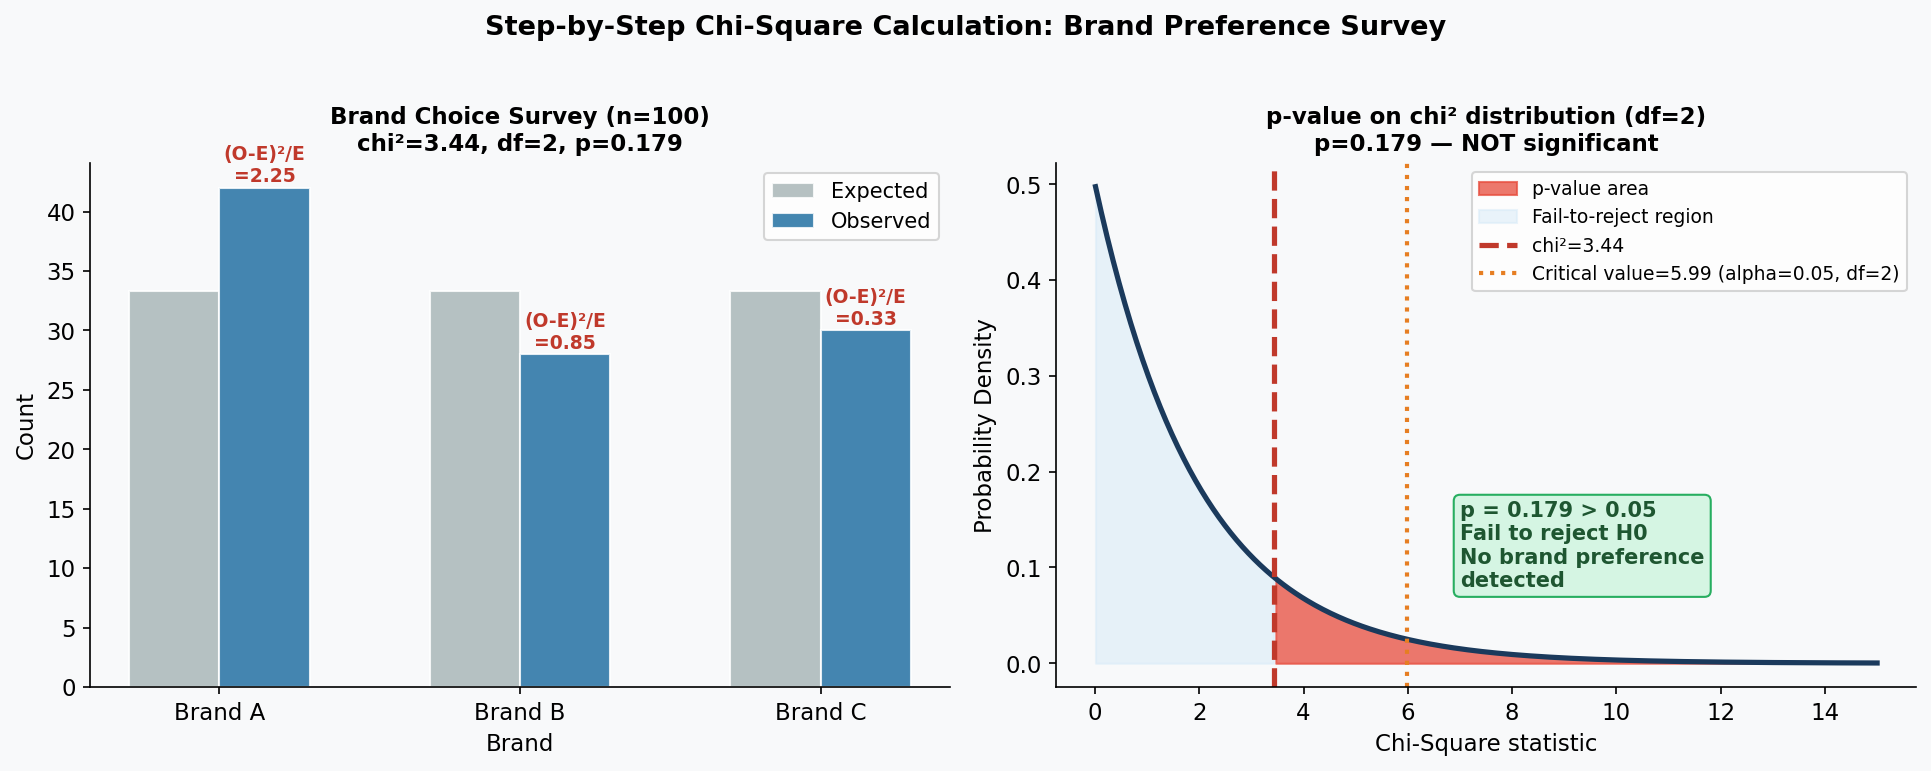 Step-by-Step Chi-Square Calculation: Brand Preference Survey
Brand Choice Survey (n=100)
chi²=3.44, df=2, p=0.179
(O-E)²/E
=2.25
(O-E)²/E
=0.85
(O-E)²/E
=0.33
Expected
Observed
40
35
30
25
20
15
10
5
0
Count
Brand A
Brand B
Brand C
Brand
p-value on chi² distribution (df=2)
p=0.179 — NOT significant
p-value area
Fail-to-reject region
chi²=3.44
Critical value=5.99 (alpha=0.05, df=2)
p = 0.179 > 0.05
Fail to reject H0
No brand preference
detected
0.5
0.4
0.3
0.2
0.1
0.0
Probability Density
0
2
4
6
8
10
12
14
Chi-Square statistic